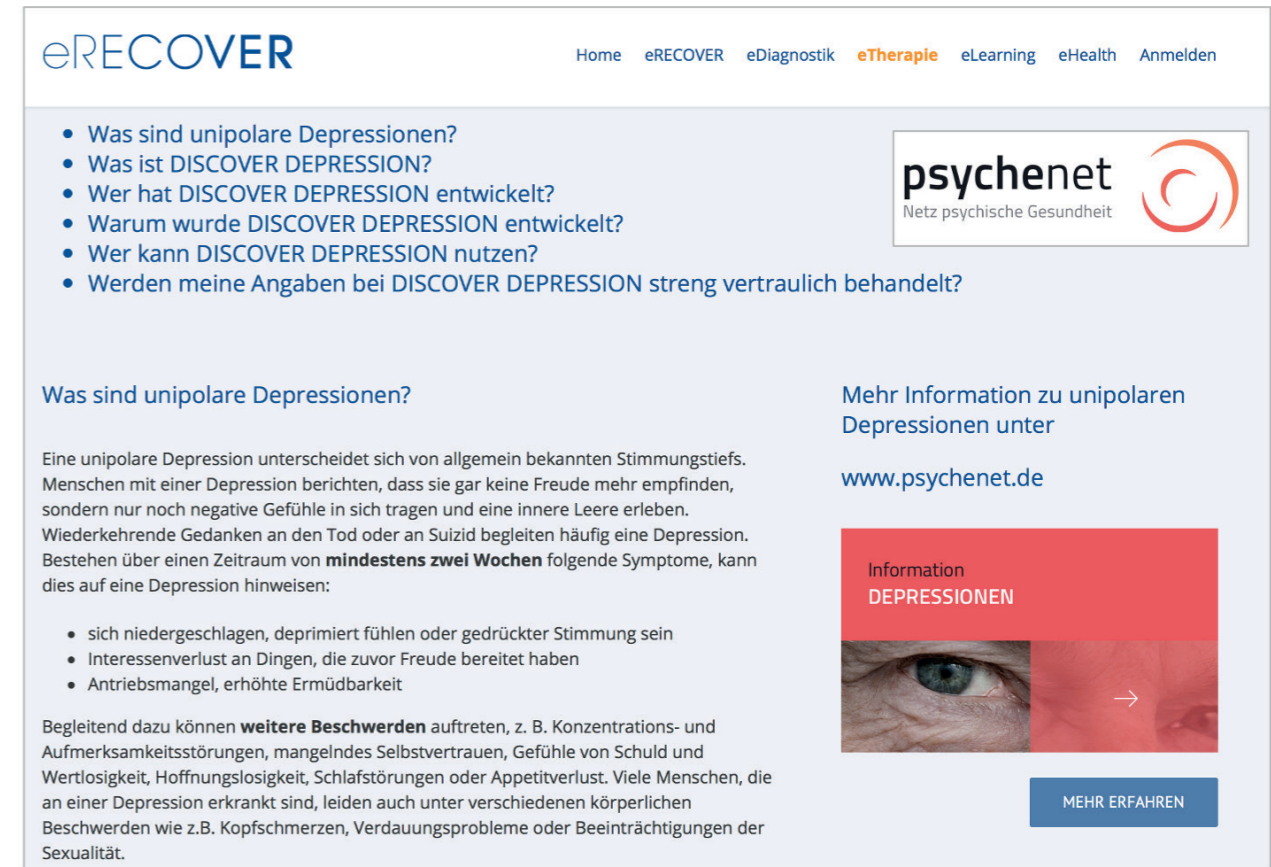 eRECOVER
Home eRECOVER eDiagnostik eTherapie eLearning eHealth Anmelden
• Was sind unipolare Depressionen?
• Was ist DISCOVER DEPRESSION?
• Wer hat DISCOVER DEPRESSION entwickelt?
• Warum wurde DISCOVER DEPRESSION entwickelt?
• Wer kann DISCOVER DEPRESSION nutzen?
• Werden meine Angaben bei DISCOVER DEPRESSION streng vertraulich behandelt?
psychenet
Netz psychische Gesundheit
Was sind unipolare Depressionen?
Eine unipolare Depression unterscheidet sich von allgemein bekannten Stimmungstiefs.
Menschen mit einer Depression berichten, dass sie gar keine Freude mehr empfinden,
sondern nur noch negative Gefühle in sich tragen und eine innere Leere erleben.
Wiederkehrende Gedanken an den Tod oder an Suizid begleiten häufig eine Depression.
Bestehen über einen Zeitraum von mindestens zwei Wochen folgende Symptome, kann
dies auf eine Depression hinweisen:
• sich niedergeschlagen, deprimiert fühlen oder gedrückter Stimmung sein
• Interessenverlust an Dingen, die zuvor Freude bereitet haben
• Antriebsmangel, erhöhte Ermüdbarkeit
Begleitend dazu können weitere Beschwerden auftreten, z. B. Konzentrations- und
Aufmerksamkeitsstörungen, mangelndes Selbstvertrauen, Gefühle von Schuld und
Wertlosigkeit, Hoffnungslosigkeit, Schlafstörungen oder Appetitverlust. Viele Menschen, die
an einer Depression erkrankt sind, leiden auch unter verschiedenen körperlichen
Beschwerden wie z.B. Kopfschmerzen, Verdauungsprobleme oder Beeinträchtigungen der
Sexualität.
Mehr Information zu unipolaren
Depressionen unter
www.psychenet.de
Information
DEPRESSIONEN
MEHR ERFAHREN